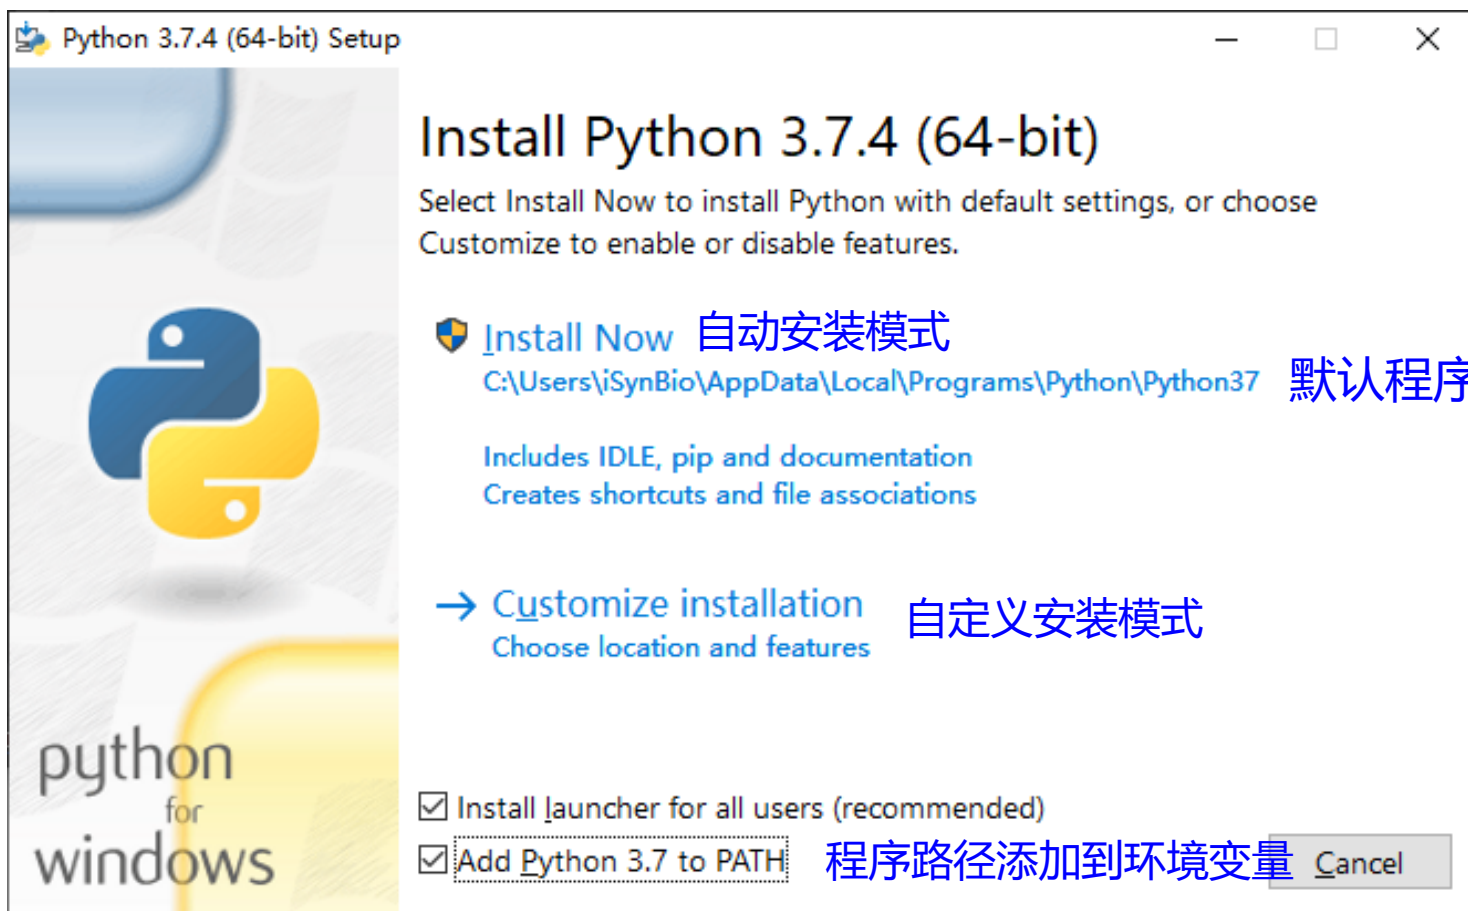 Python 3.7.4 (64-bit) Setup
Install Python 3.7.4 (64-bit)
Select Install Now to install Python with default settings, or choose
Customize to enable or disable features.
Install Now 自动安装模式
C:\Users\iSynBio\AppData\Local\Programs\Python\Python37 默认程序
Includes IDLE, pip and documentation
Creates shortcuts and file associations
Customize installation 自定义安装模式
Choose location and features
python
for
windows
Install launcher for all users (recommended)
Add Python 3.7 to PATH 程序路径添加到环境变量 Cancel